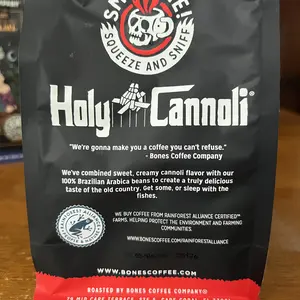 SQUEEZE AND SNIFF
Holy Cannoli®
"We're gonna make you a coffee you can't refuse."
- Bones Coffee Company
We've combined sweet, creamy cannoli flavor with our
100% Brazilian Arabica beans to create a truly delicious
taste of the old country. Get some, or sleep with the
fishes.
WE BUY COFFEE FROM RAINFOREST ALLIANCE CERTIFIED™
FARMS, HELPING PROTECT THE ENVIRONMENT AND FARMING
COMMUNITIES.
WWW.BONESCOFFEE.COM/RAINFORESTALLIANCE
WWW.BONESCOFFEE.COM
ROASTED BY BONES COFFEE COMPANY®